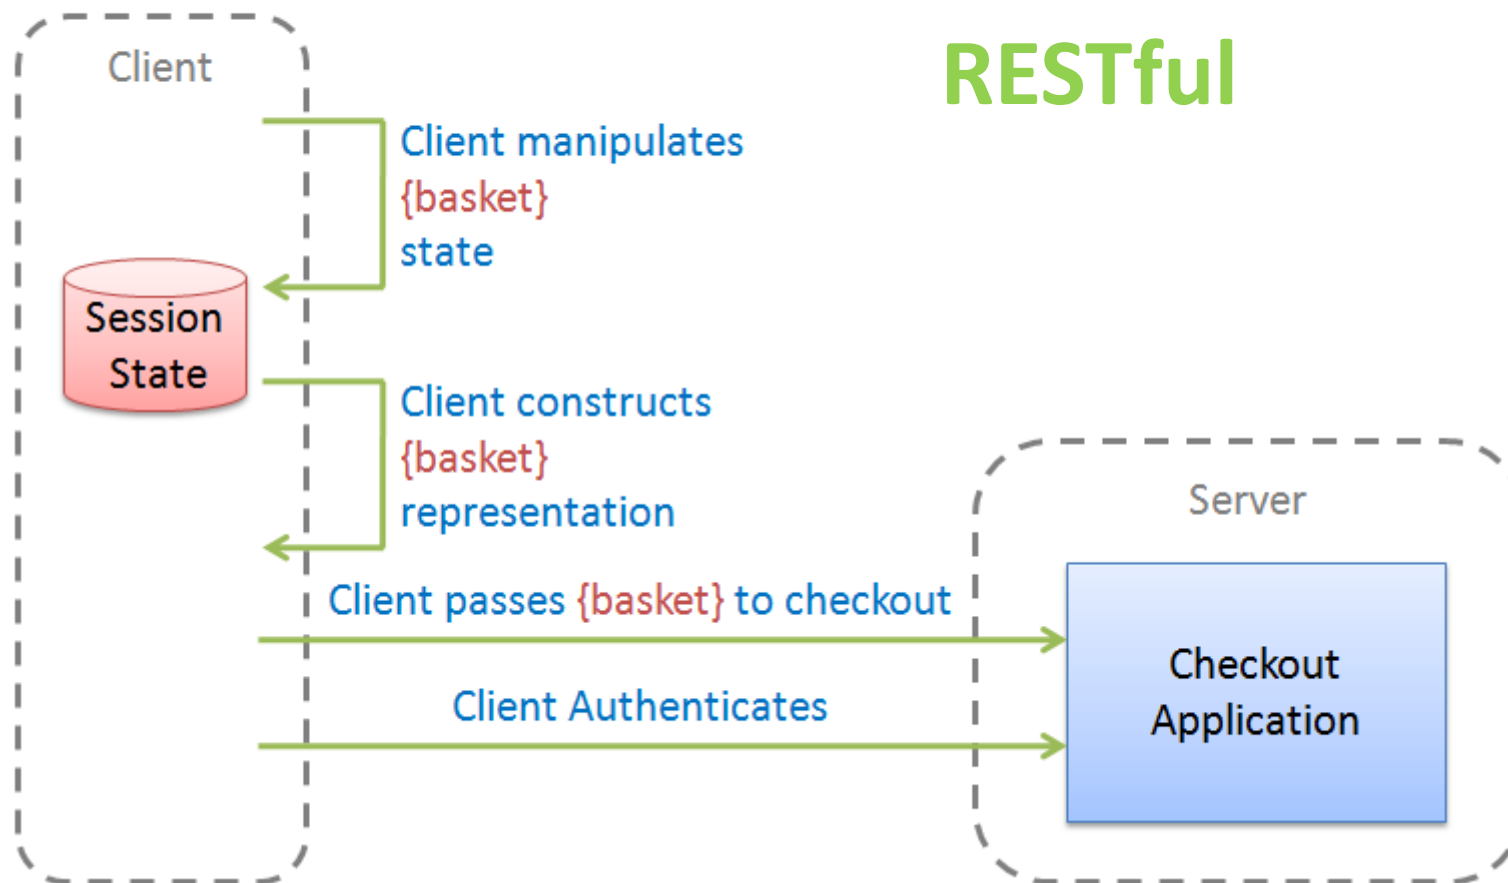 Client
RESTful
Client manipulates
{basket}
state
Session
State
Client constructs
{basket}
representation
Server
Client passes {basket} to checkout
Checkout
Application
Client Authenticates